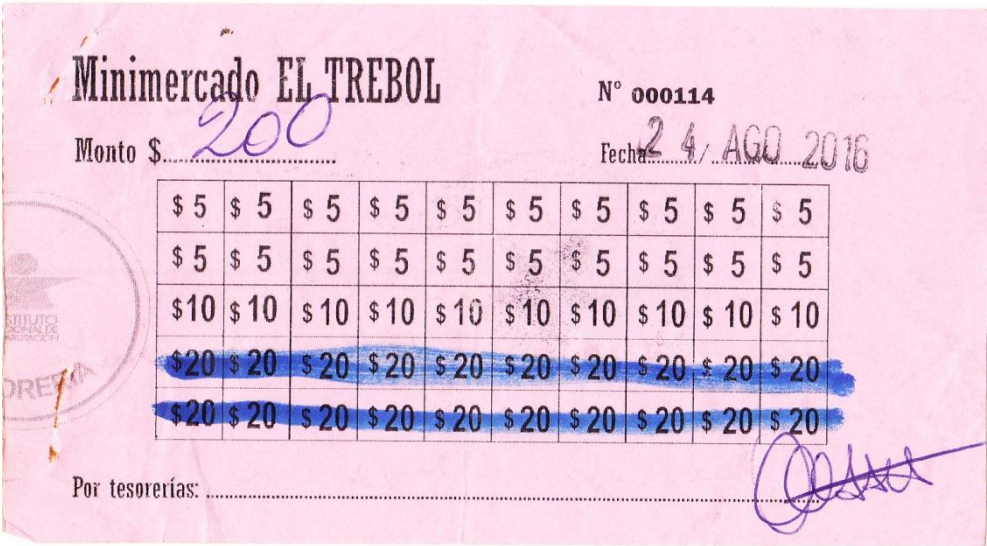 Minimercado EL TREBOL
N° 000114
Monto $ 200
Fecha 24/ AGO 2016
$ 5 $ 5 $ 5 $ 5 $ 5 $ 5 $ 5 $ 5 $ 5 $ 5
$ 5 $ 5 $ 5 $ 5 $ 5 $ 5 $ 5 $ 5 $ 5 $ 5
$10 $10 $10 $10 $10 $10 $10 $10 $10 $10
$20 $20 $20 $20 $20 $20 $20 $20 $20 $20
$20 $20 $20 $20 $20 $20 $20 $20 $20 $20
Por tesorerías: